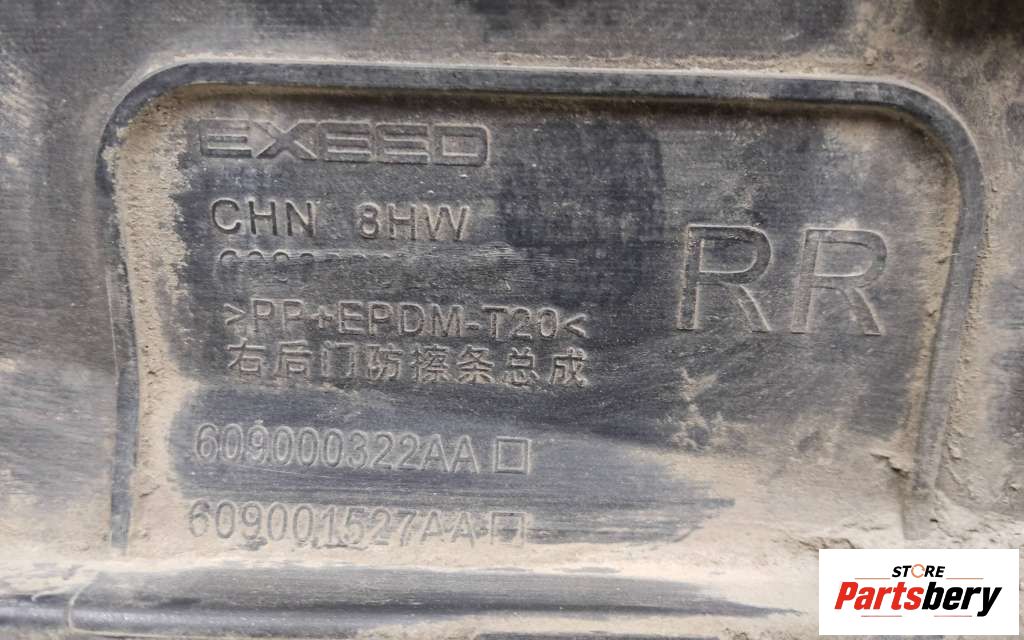 EXEED
CHN 8HW
RR
>PP+EPDM-T20<
右后门防擦条总成
609000322AA
609001527AA
STORE
Partsbery